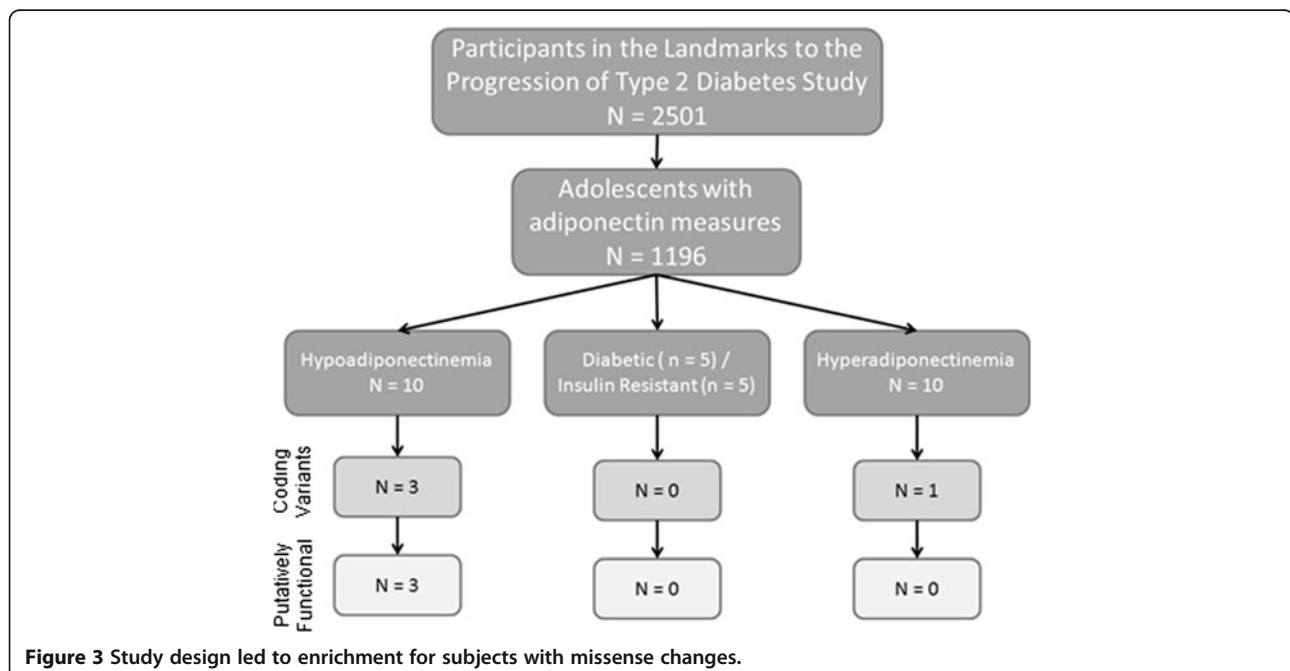 Participants in the Landmarks to the
Progression of Type 2 Diabetes Study
N = 2501
Adolescents with
adiponectin measures
N = 1196
Hypoadiponectinemia
N = 10
Diabetic ( n = 5) /
Insulin Resistant (n = 5)
Hyperadiponectinemia
N = 10
Coding
Variants
N = 3
N = 0
N = 1
Putatively
Functional
N = 3
N = 0
N = 0
Figure 3 Study design led to enrichment for subjects with missense changes.